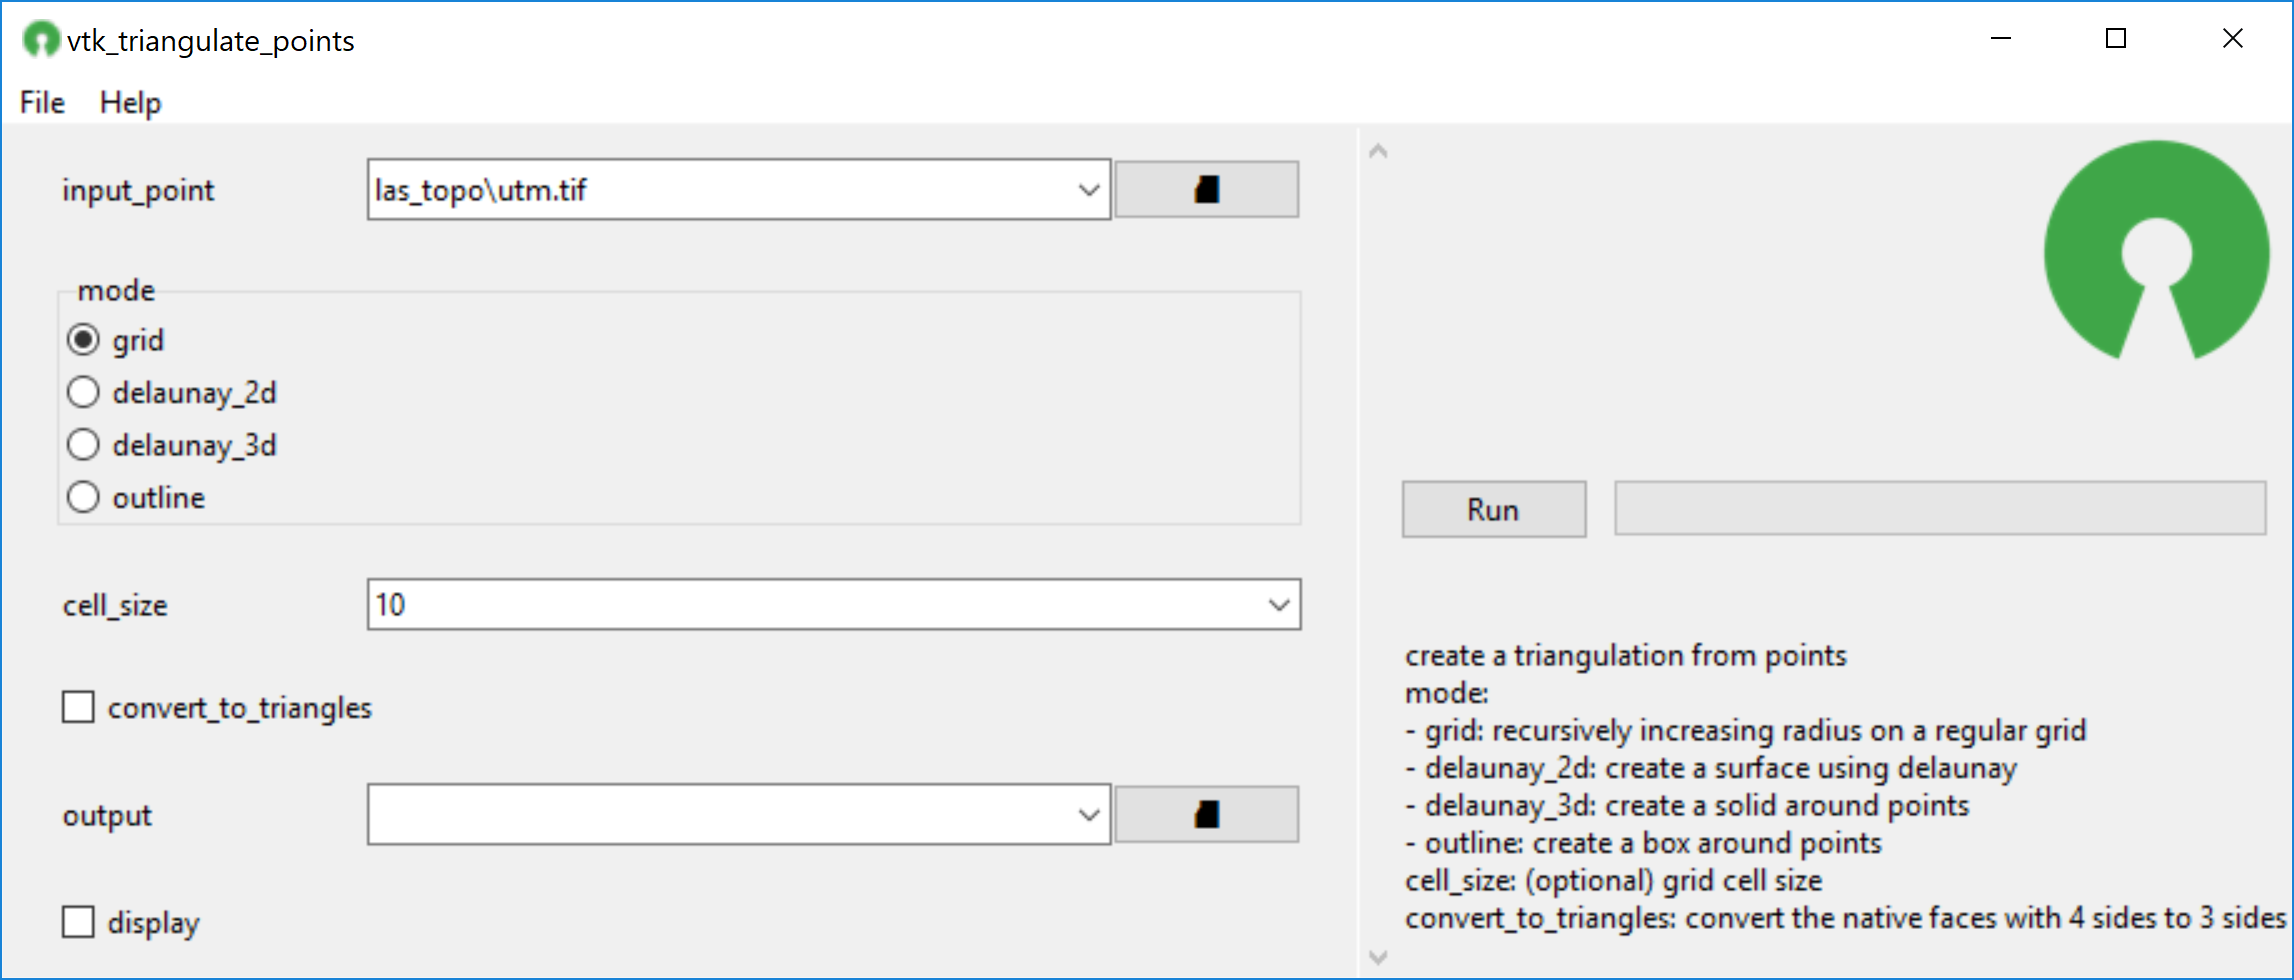 vtk_triangulate_points
File Help
input_point
las_topo\utm.tif
mode
grid
delaunay_2d
delaunay_3d
outline
cell_size
10
convert_to_triangles
output
display
Run
create a triangulation from points
mode:
- grid: recursively increasing radius on a regular grid
- delaunay_2d: create a surface using delaunay
- delaunay_3d: create a solid around points
- outline: create a box around points
cell_size: (optional) grid cell size
convert_to_triangles: convert the native faces with 4 sides to 3 sides